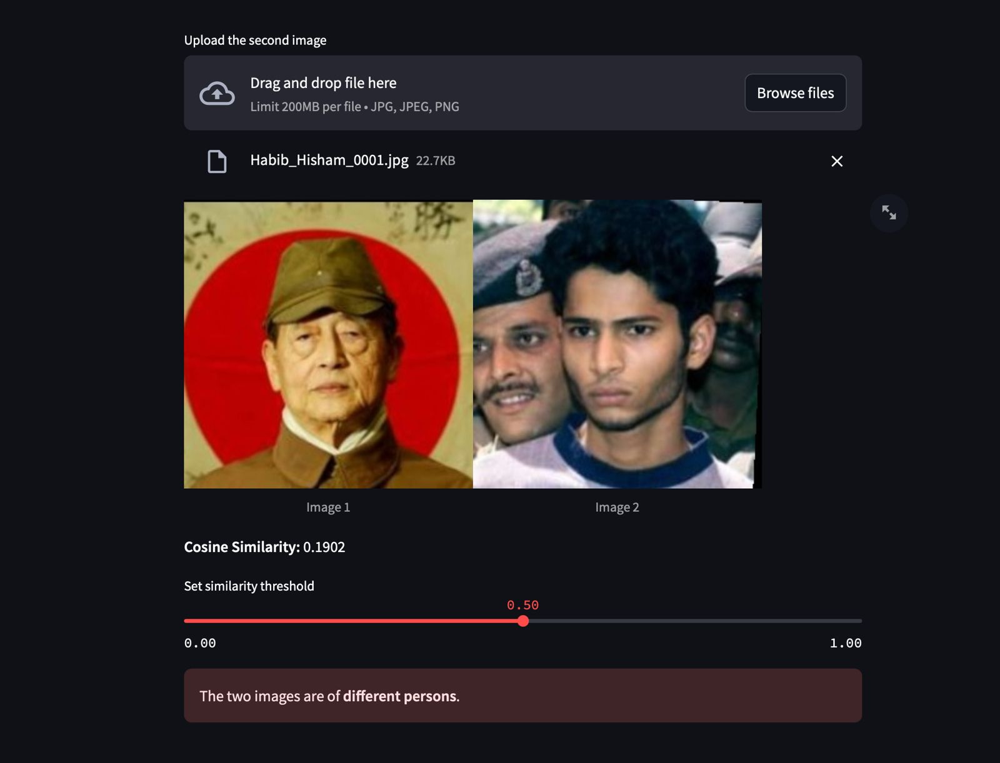 Upload the second image
Drag and drop file here
Limit 200MB per file • JPG, JPEG, PNG
Browse files
Habib_Hisham_0001.jpg 22.7KB
勝
Image 1
Image 2
Cosine Similarity: 0.1902
Set similarity threshold
0.50
0.00
1.00
The two images are of different persons.